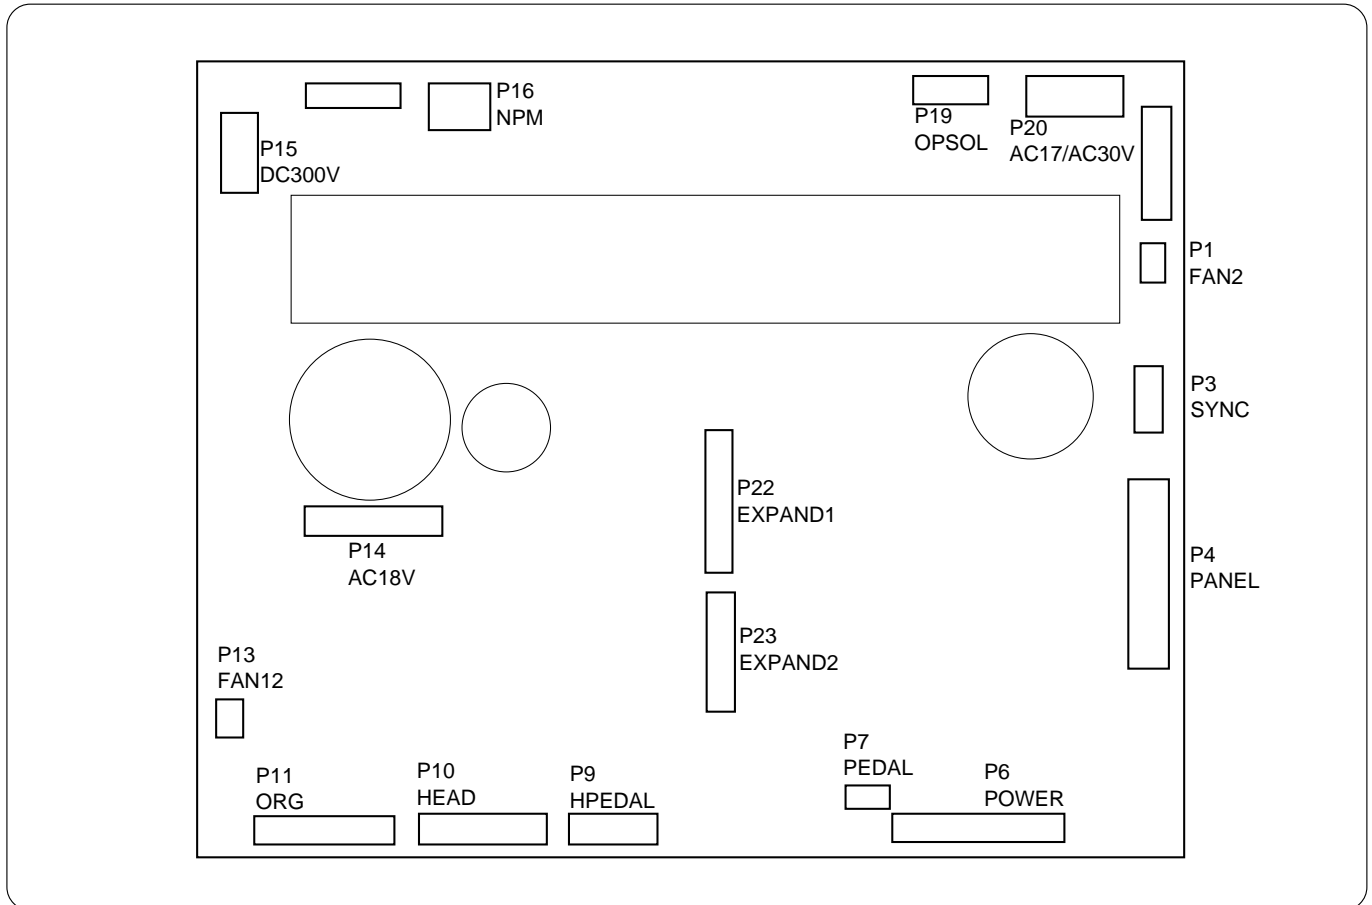 P16
NPM
P15
DC300V
P19
OPSOL
P20
AC17/AC30V
P1
FAN2
P3
SYNC
P22
EXPAND1
P14
AC18V
P4
PANEL
P23
EXPAND2
P13
FAN12
P7
PEDAL
P11
ORG
P10
HEAD
P9
HPEDAL
P6
POWER